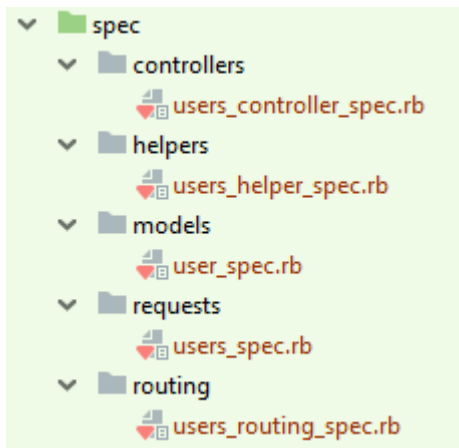 spec
controllers
users_controller_spec.rb
helpers
users_helper_spec.rb
models
user_spec.rb
requests
users_spec.rb
routing
users_routing_spec.rb